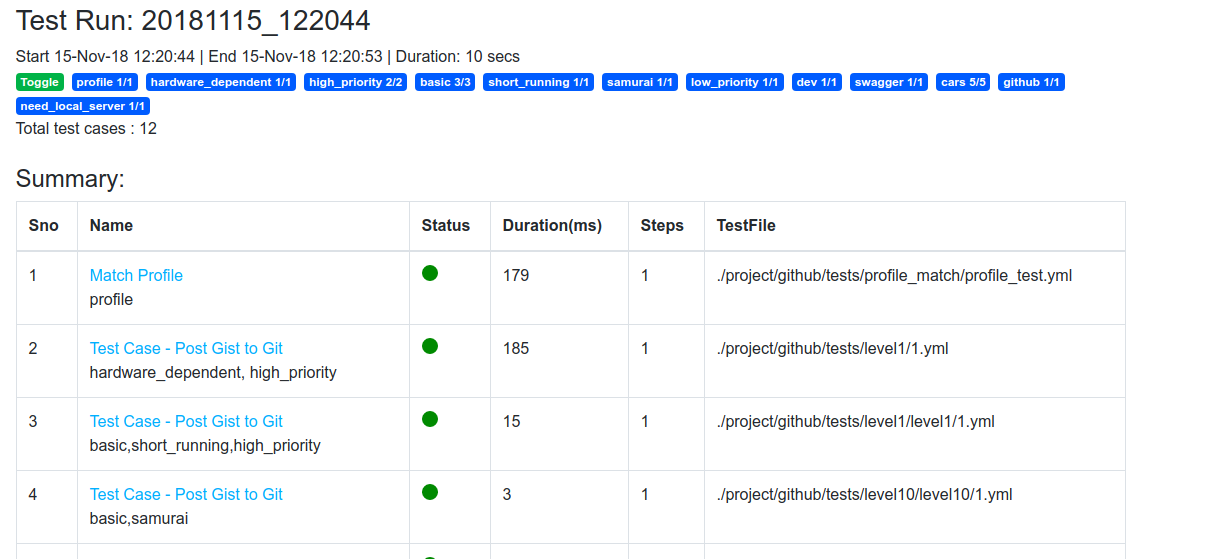 Test Run: 20181115_122044
Start 15-Nov-18 12:20:44 | End 15-Nov-18 12:20:53 | Duration: 10 secs
Toggle profile 1/1 hardware_dependent 1/1 high_priority 2/2 basic 3/3 short_running 1/1 samurai 1/1 low_priority 1/1 dev 1/1 swagger 1/1 cars 5/5 github 1/1
need_local_server 1/1
Total test cases : 12
Summary:
Sno Name Status Duration(ms) Steps TestFile
1 Match Profile 179 1 ./project/github/tests/profile_match/profile_test.yml
profile
2 Test Case - Post Gist to Git 185 1 ./project/github/tests/level1/1.yml
hardware_dependent, high_priority
3 Test Case - Post Gist to Git 15 1 ./project/github/tests/level1/level1/1.yml
basic,short_running,high_priority
4 Test Case - Post Gist to Git 3 1 ./project/github/tests/level10/level10/1.yml
basic,samurai